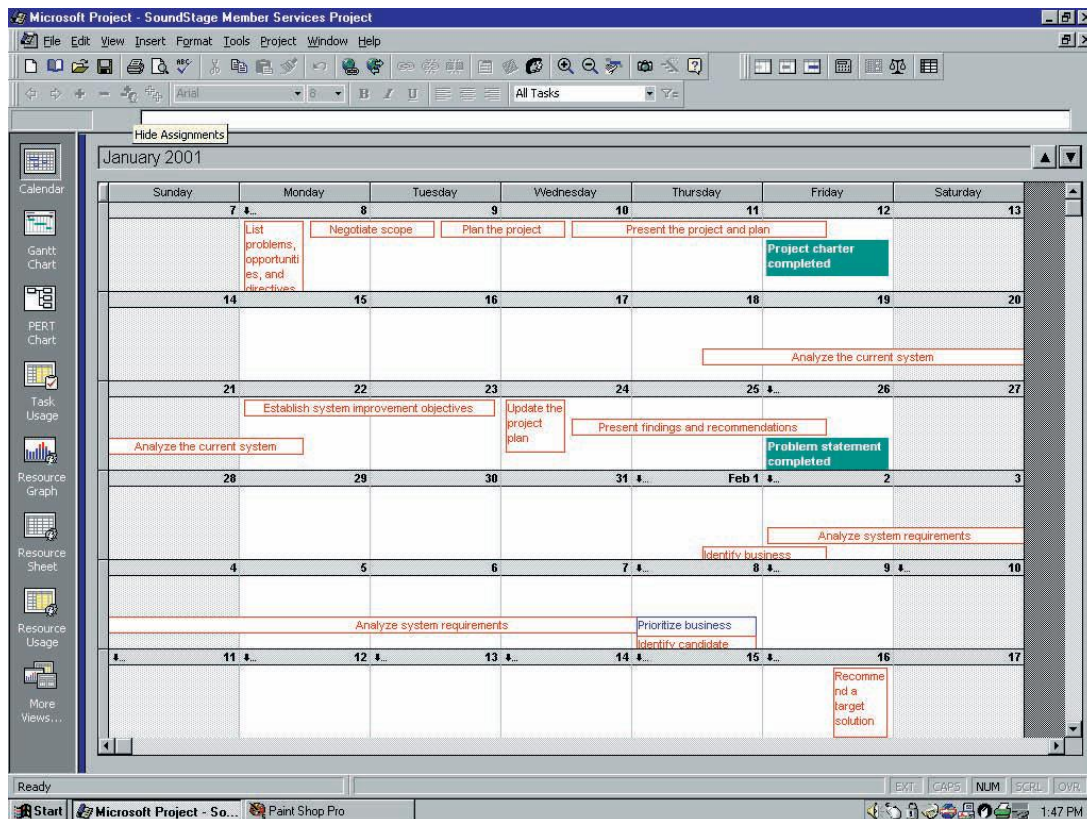 Microsoft Project - SoundStage Member Services Project
File Edit View Insert Format Tools Project Window Help
Arial 8 B I U All Tasks
Hide Assignments
January 2001
Calendar
Gantt
Chart
PERT
Chart
Task
Usage
Resource
Graph
Resource
Sheet
Resource
Usage
More
Views...
Sunday Monday Tuesday Wednesday Thursday Friday Saturday
7 8 9 10 11 12 13
List
problems,
opportuniti
es, and
directives
Negotiate scope
Plan the project
Present the project and plan
Project charter
completed
14 15 16 17 18 19 20
Analyze the current system
21 22 23 24 25 26 27
Establish system improvement objectives
Update the
project
plan
Present findings and recommendations
Analyze the current system
Problem statement
completed
28 29 30 31 Feb 1 2 3
Analyze system requirements
Identify business
4 5 6 7 8 9 10
Analyze system requirements
Prioritize business
Identify candidate
11 12 13 14 15 16 17
Recomme
nd a
target
solution
Ready
EXT CAPS NUM SCRL OVR
Start Microsoft Project - So... Paint Shop Pro 1:47 PM